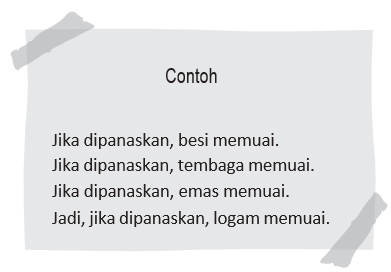 Contoh
Jika dipanaskan, besi memuai.
Jika dipanaskan, tembaga memuai.
Jika dipanaskan, emas memuai.
Jadi, jika dipanaskan, logam memuai.